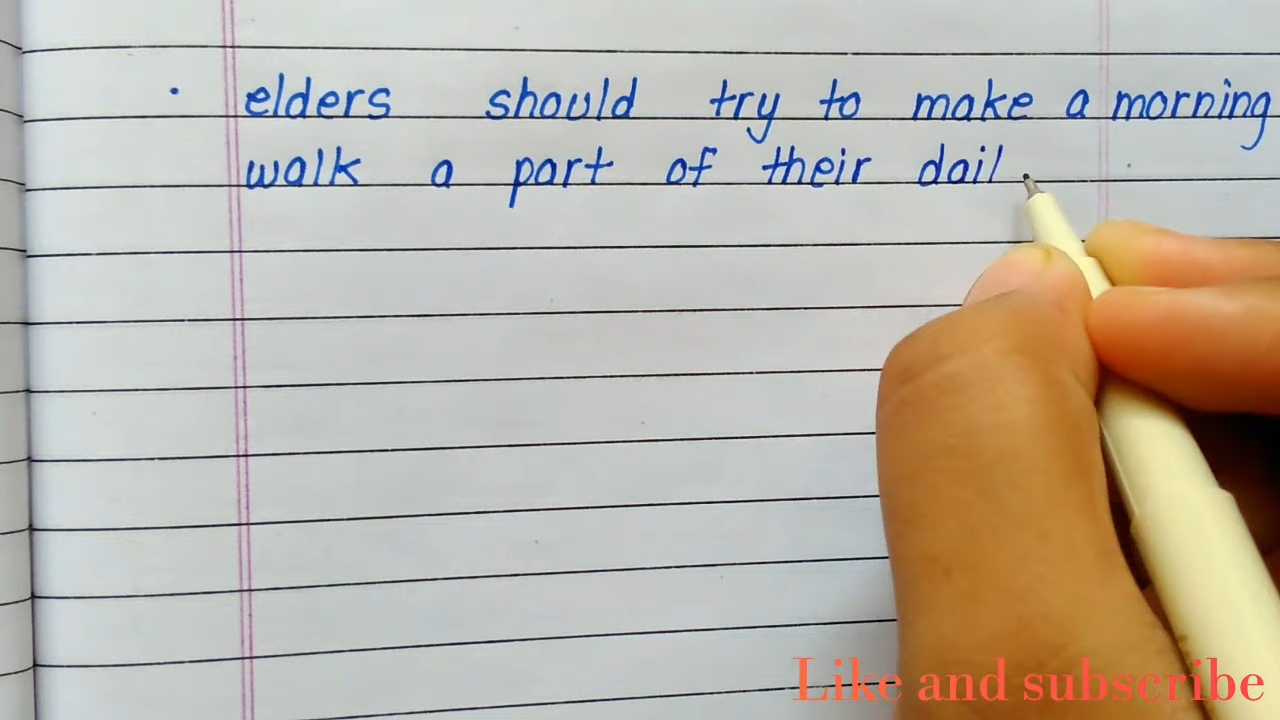 · elders should try to make a morning
walk a part of their dail
Like and subscribe